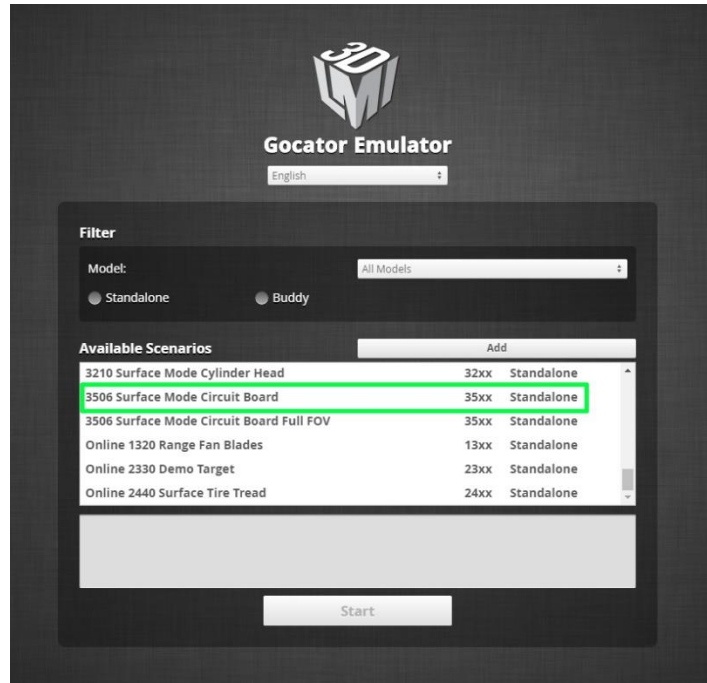 3D
LMI
Gocator Emulator
English
Filter
Model: All Models
Standalone Buddy
Available Scenarios Add
3210 Surface Mode Cylinder Head 32xx Standalone
3506 Surface Mode Circuit Board 35xx Standalone
3506 Surface Mode Circuit Board Full FOV 35xx Standalone
Online 1320 Range Fan Blades 13xx Standalone
Online 2330 Demo Target 23xx Standalone
Online 2440 Surface Tire Tread 24xx Standalone
Start